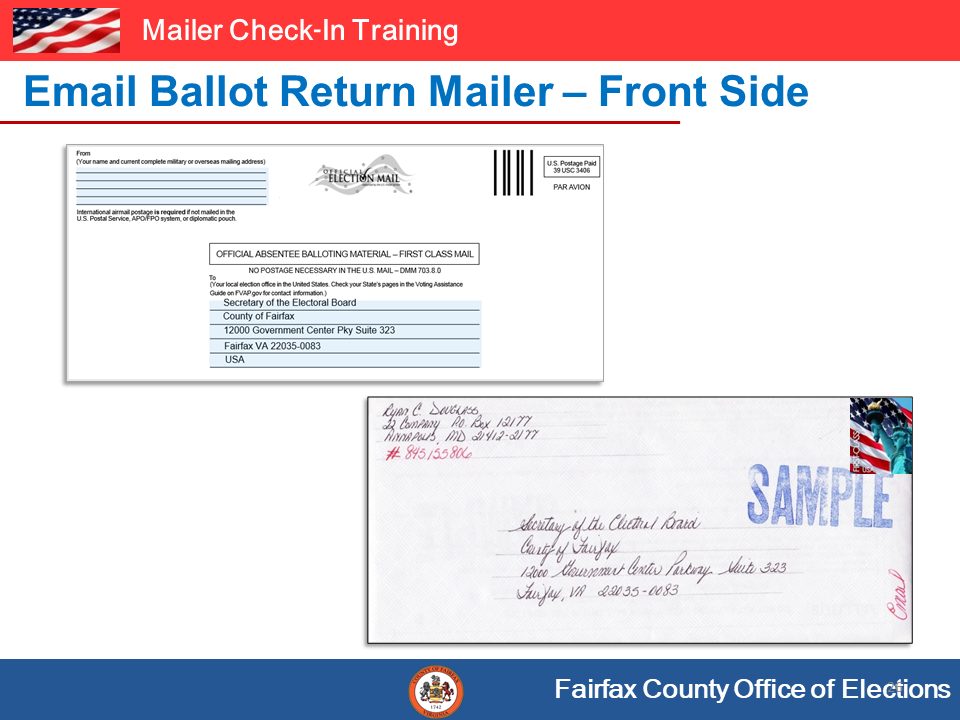 Mailer Check-In Training
Email Ballot Return Mailer – Front Side
From
(Your name and current complete military or overseas mailing address)
International airmail postage is required if not mailed in the
U.S. Postal Service, APO/FPO system, or diplomatic pouch.
OFFICIAL
ELECTION MAIL
U.S. Postage Paid
39 USC 3406
PAR AVION
OFFICIAL ABSENTEE BALLOTING MATERIAL – FIRST CLASS MAIL
NO POSTAGE NECESSARY IN THE U.S. MAIL – DMM 703.8.0
To
(Your local election office in the United States. Check your State's pages in the Voting Assistance
Guide on FVAP.gov for contact information.)
Secretary of the Electoral Board
County of Fairfax
12000 Government Center Pky Suite 323
Fairfax VA 22035-0083
USA
Ryan C. Douglass
22 Company P.O. Box 12177
Annapolis, MD 21412-2177
# 845155806
SAMPLE
Secretary of the Electoral Board
County of Fairfax
12000 Government Center Parkway Suite 323
Fairfax, VA 22035-0083
Email
COUNTY OF FAIRFAX
1742
VIRGINIA
Fairfax County Office of Elections